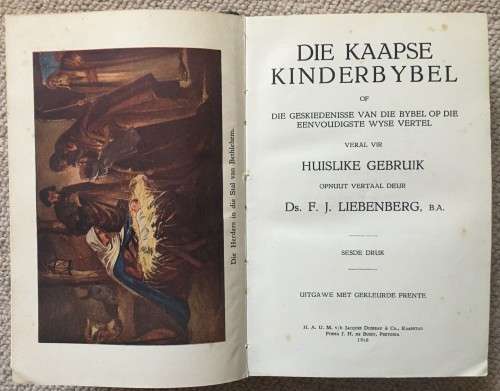 Die Herders in die Stal van Bethlehem.
DIE KAAPSE
KINDERBYBEL
OF
DIE GESKIEDENISSE VAN DIE BYBEL OP DIE
EENVOUDIGSTE WYSE VERTEL
VERAL VIR
HUISLIKE GEBRUIK
OPNUUT VERTAAL DEUR
Ds. F. J. LIEBENBERG, B.A.
SESDE DRUK
UITGAWE MET GEKLEURDE PRENTE
H. A. U. M. v/h Jacques Dusseau & Co., Kaapstad
Firma J. H. de Bussy, Pretoria